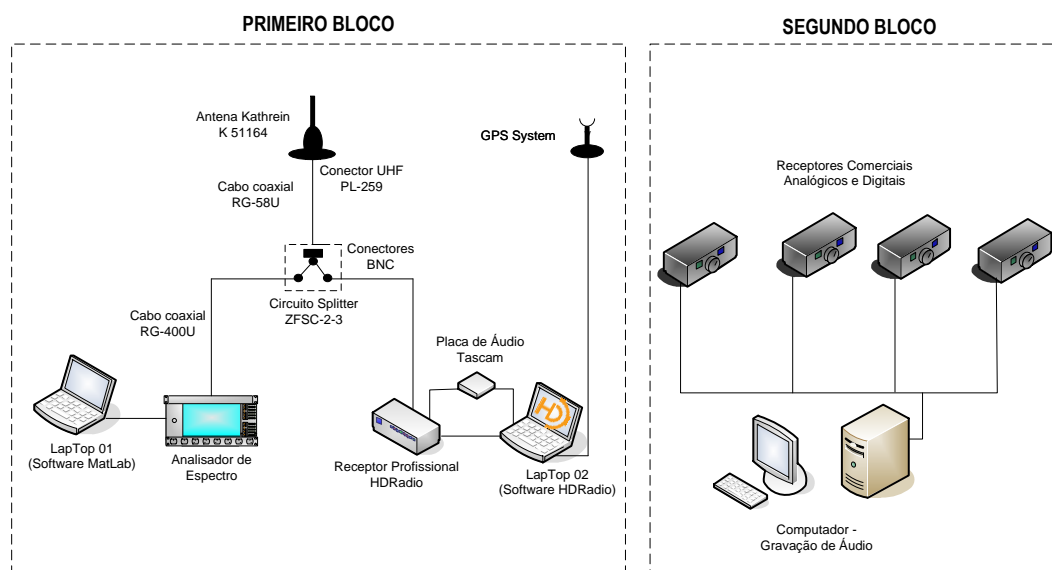 PRIMEIRO BLOCO
SEGUNDO BLOCO
Antena Kathrein
K 51164
GPS System
Conector UHF
PL-259
Cabo coaxial
RG-58U
Receptores Comerciais
Analógicos e Digitais
Conectores
BNC
Circuito Splitter
ZFSC-2-3
Cabo coaxial
RG-400U
Placa de Áudio
Tascam
HD
LapTop 01
(Software MatLab)
Analisador de
Espectro
Receptor Profissional
HDRadio
LapTop 02
(Software HDRadio)
Computador -
Gravação de Áudio